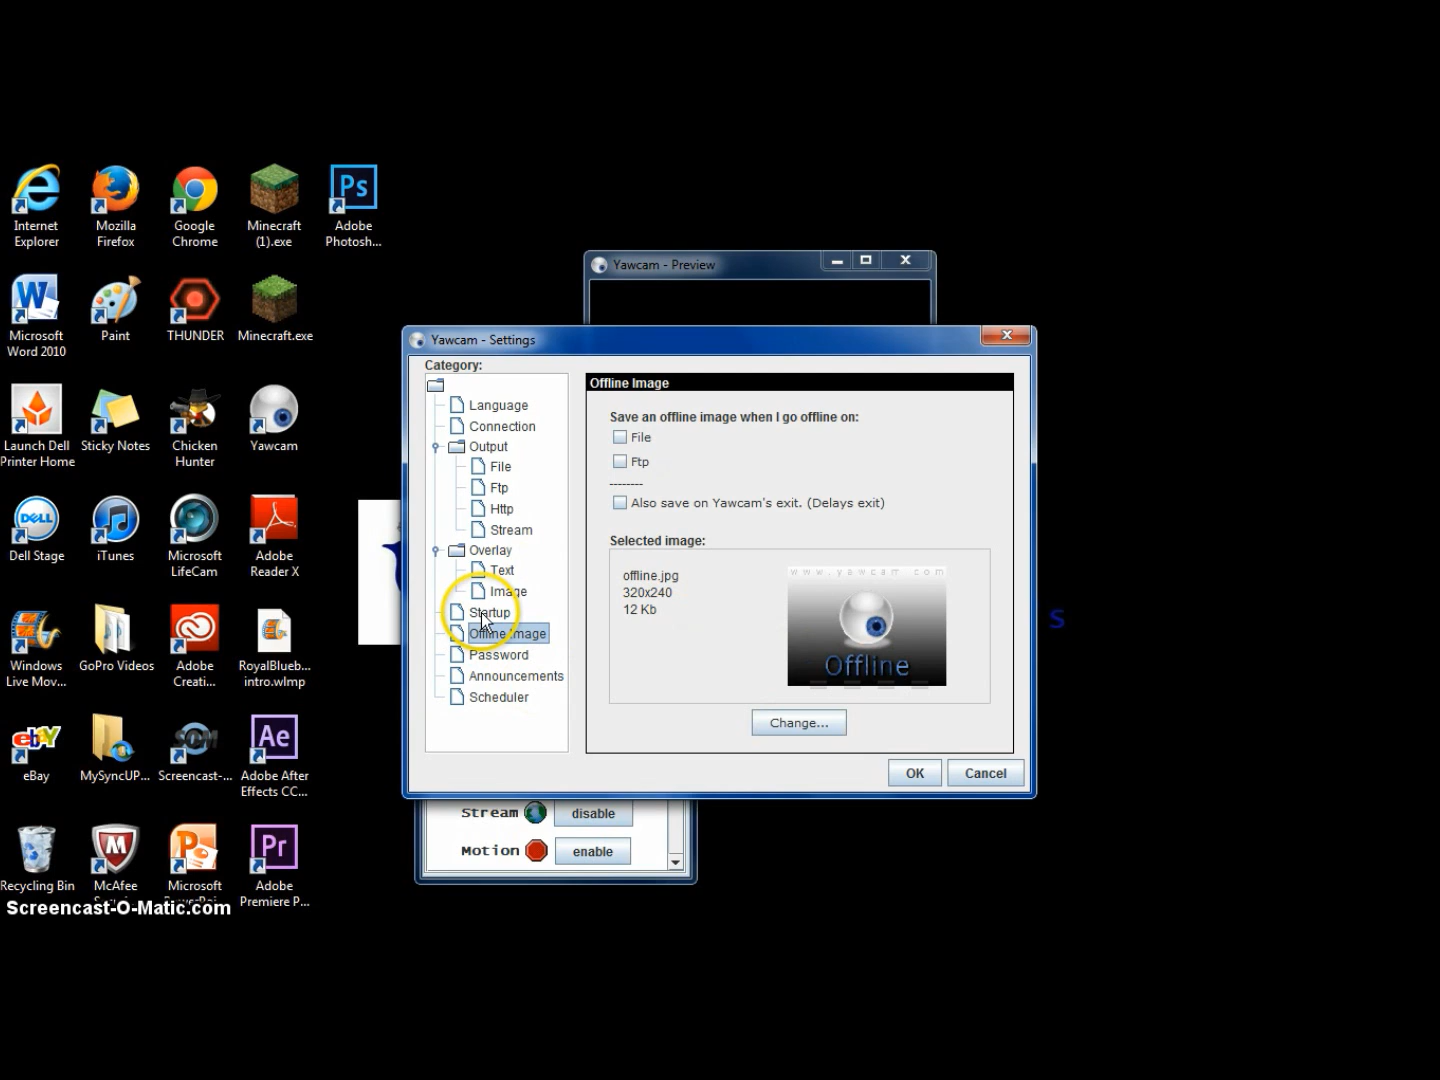 Internet
Explorer
Mozilla
Firefox
Google
Chrome
Minecraft
(1).exe
Ps
Adobe
Photosh...
Microsoft
Word 2010
Paint
THUNDER
Minecraft.exe
Launch Dell
Printer Home
Sticky Notes
Chicken
Hunter
Yawcam
DELL
Dell Stage
iTunes
Microsoft
LifeCam
Adobe
Reader X
Windows
Live Mov...
GoPro Videos
Adobe
Creati...
RoyalBlueb...
intro.wlmp
ebY
eBay
MySyncUP...
Screencast-...
Ae
Adobe After
Effects CC...
Recycling Bin
McAfee
Microsoft
Pr
Adobe
Premiere P...
Screencast-O-Matic.com
Yawcam - Preview
Yawcam - Settings
Category:
Language
Connection
Output
File
Ftp
Http
Stream
Overlay
Text
Image
Startup
Offline Image
Password
Announcements
Scheduler
Offline Image
Save an offline image when I go offline on:
File
Ftp
--------
Also save on Yawcam's exit. (Delays exit)
Selected image:
offline.jpg
320x240
12 Kb
www.yawcam.com
Offline
Change...
OK
Cancel
Stream
disable
Motion
enable
s